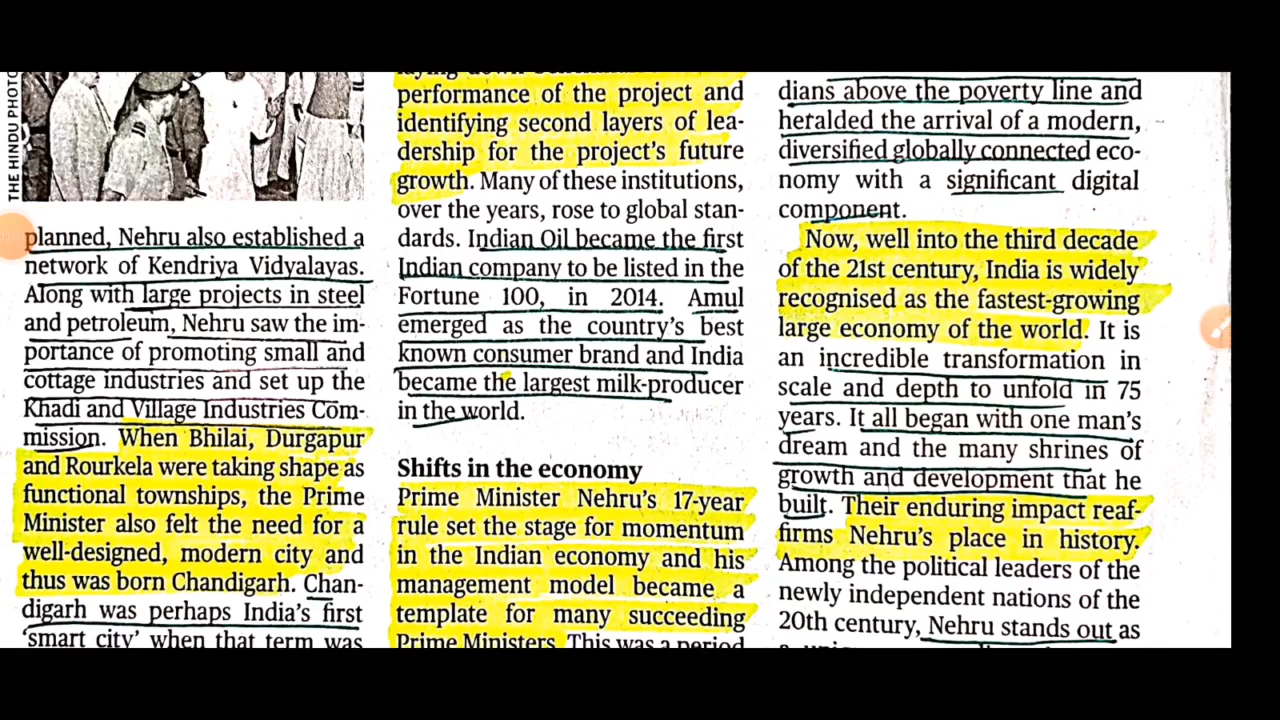 THE HINDU PHOTO
planned, Nehru also established a
network of Kendriya Vidyalayas.
Along with large projects in steel
and petroleum, Nehru saw the im-
portance of promoting small and
cottage industries and set up the
Khadi and Village Industries Com-
mission. When Bhilai, Durgapur
and Rourkela were taking shape as
functional townships, the Prime
Minister also felt the need for a
well-designed, modern city and
thus was born Chandigarh. Chan-
digarh was perhaps India's first
'smart city' when that term was
performance of the project and
identifying second layers of lea-
dership for the project's future
growth. Many of these institutions,
over the years, rose to global stan-
dards. Indian Oil became the first
Indian company to be listed in the
Fortune 100, in 2014. Amul
emerged as the country's best
known consumer brand and India
became the largest milk-producer
in the world.
Shifts in the economy
Prime Minister Nehru's 17-year
rule set the stage for momentum
in the Indian economy and his
management model became a
template for many succeeding
Prime Ministers. This was a period
dians above the poverty line and
heralded the arrival of a modern,
diversified globally connected eco-
nomy with a significant digital
component.
Now, well into the third decade
of the 21st century, India is widely
recognised as the fastest-growing
large economy of the world. It is
an incredible transformation in
scale and depth to unfold in 75
years. It all began with one man's
dream and the many shrines of
growth and development that he
built. Their enduring impact reaf-
firms Nehru's place in history.
Among the political leaders of the
newly independent nations of the
20th century, Nehru stands out as